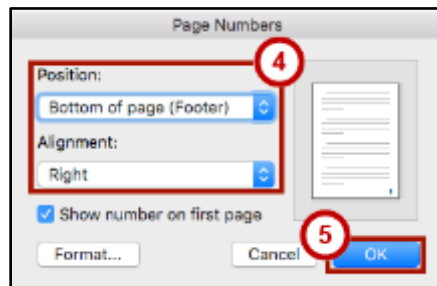 Page Numbers
4
Position:
Bottom of page (Footer)
Alignment:
Right
Show number on first page
5
Format...
Cancel
OK